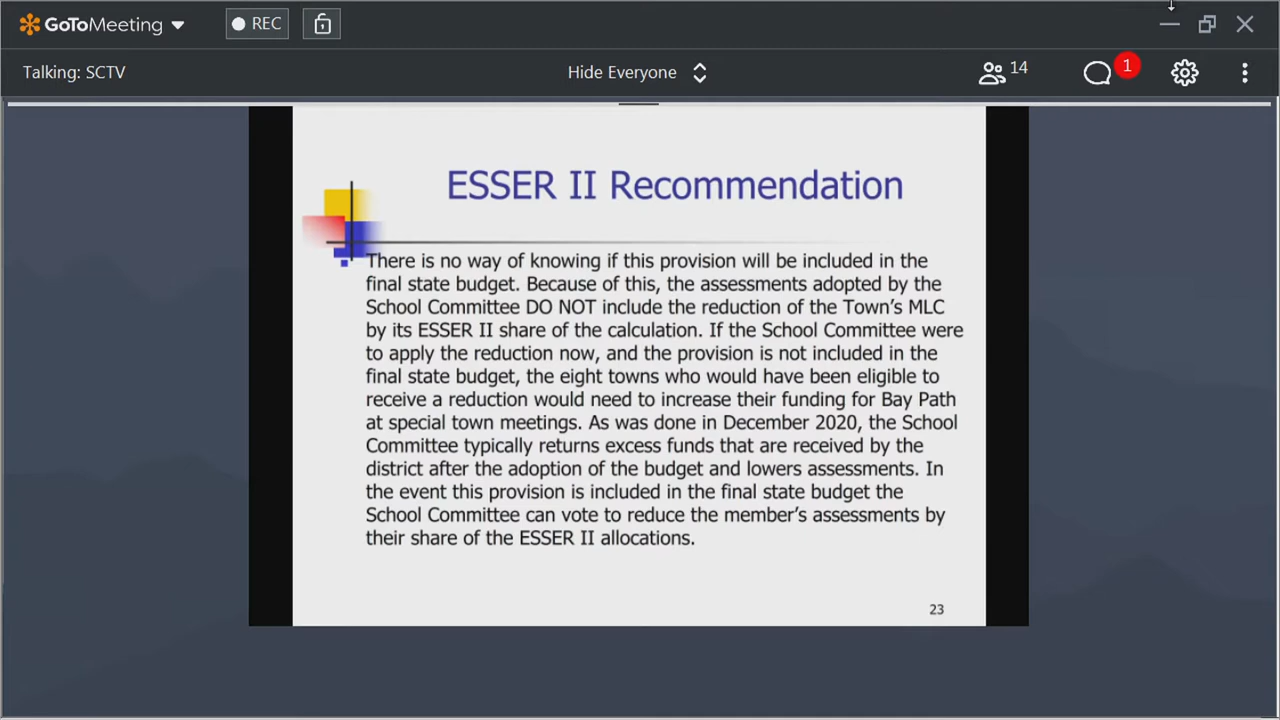 GoToMeeting
REC
Talking: SCTV
Hide Everyone
14
1
ESSER II Recommendation
There is no way of knowing if this provision will be included in the
final state budget. Because of this, the assessments adopted by the
School Committee DO NOT include the reduction of the Town's MLC
by its ESSER II share of the calculation. If the School Committee were
to apply the reduction now, and the provision is not included in the
final state budget, the eight towns who would have been eligible to
receive a reduction would need to increase their funding for Bay Path
at special town meetings. As was done in December 2020, the School
Committee typically returns excess funds that are received by the
district after the adoption of the budget and lowers assessments. In
the event this provision is included in the final state budget the
School Committee can vote to reduce the member's assessments by
their share of the ESSER II allocations.
23